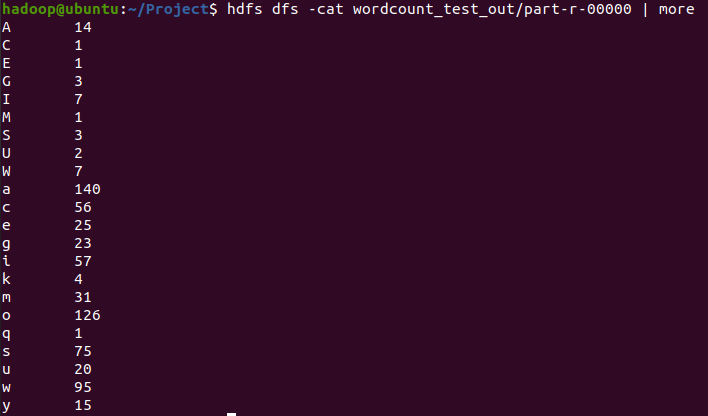 hadoop@ubuntu:~/Project$ hdfs dfs -cat wordcount_test_out/part-r-00000 | more
A 14
C 1
E 1
G 3
I 7
M 1
S 3
U 2
W 7
a 140
c 56
e 25
g 23
i 57
k 4
m 31
o 126
q 1
s 75
u 20
w 95
y 15